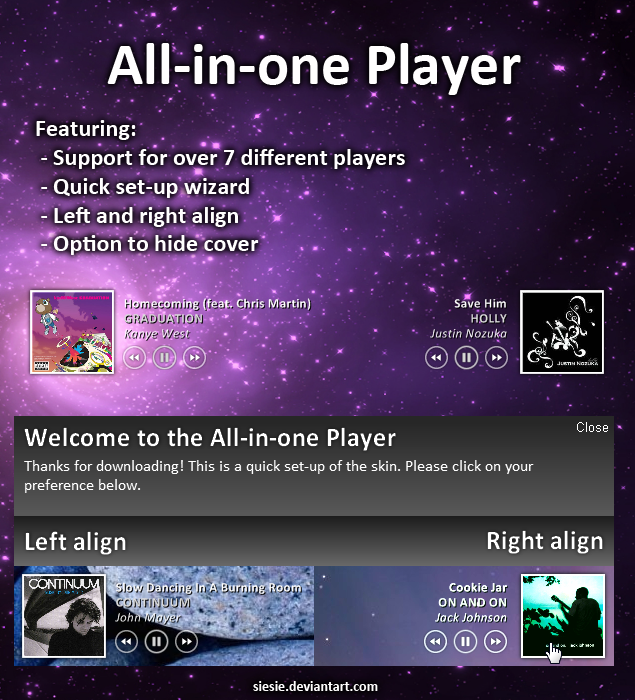 All-in-one Player
Featuring:
- Support for over 7 different players
- Quick set-up wizard
- Left and right align
- Option to hide cover
Homecoming (feat. Chris Martin)
GRADUATION
Kanye West
Save Him
HOLLY
Justin Nozuka
JUSTIN NOZUKA
Close
Welcome to the All-in-one Player
Thanks for downloading! This is a quick set-up of the skin. Please click on your
preference below.
Left align
Right align
CONTINUUM
Slow Dancing In A Burning Room
CONTINUUM
John Mayer
Cookie Jar
ON AND ON
Jack Johnson
siesie.deviantart.com